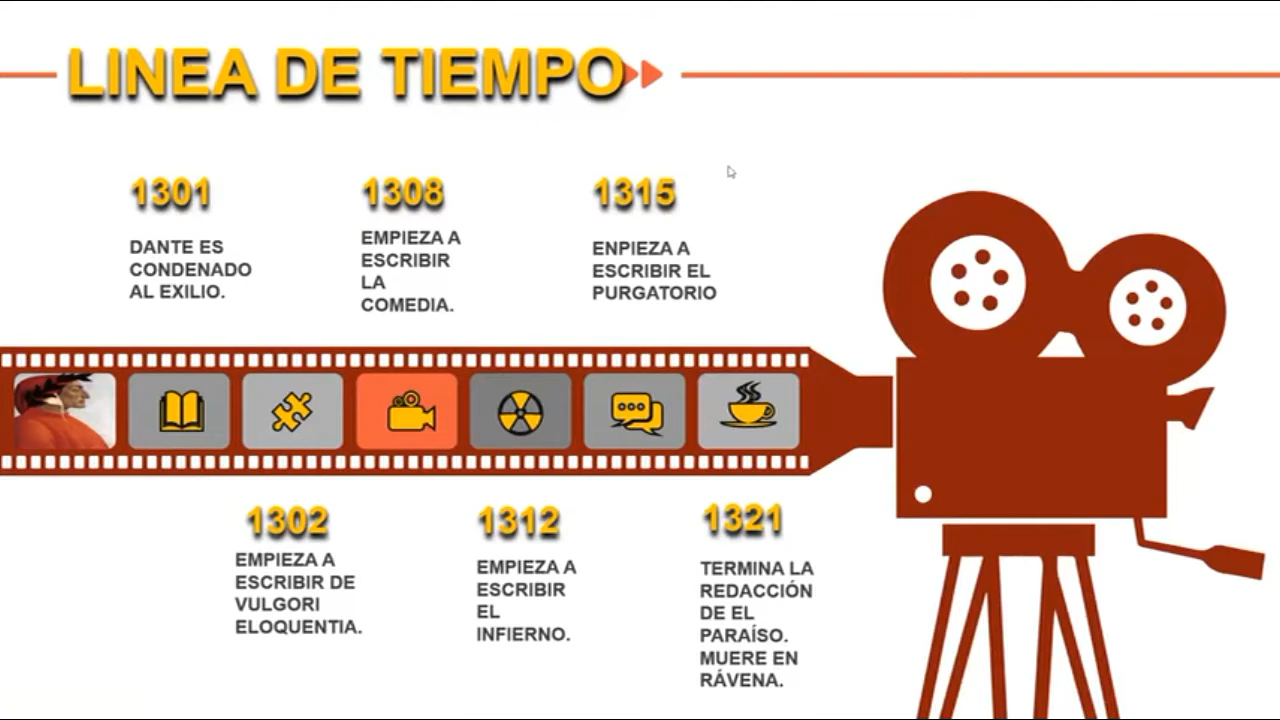 LINEA DE TIEMPO
1301
DANTE ES
CONDENADO
AL EXILIO.
1308
EMPIEZA A
ESCRIBIR
LA
COMEDIA.
1315
ENPIEZA A
ESCRIBIR EL
PURGATORIO
1302
EMPIEZA A
ESCRIBIR DE
VULGORI
ELOQUENTIA.
1312
EMPIEZA A
ESCRIBIR
EL
INFIERNO.
1321
TERMINA LA
REDACCIÓN
DE EL
PARAÍSO.
MUERE EN
RÁVENA.